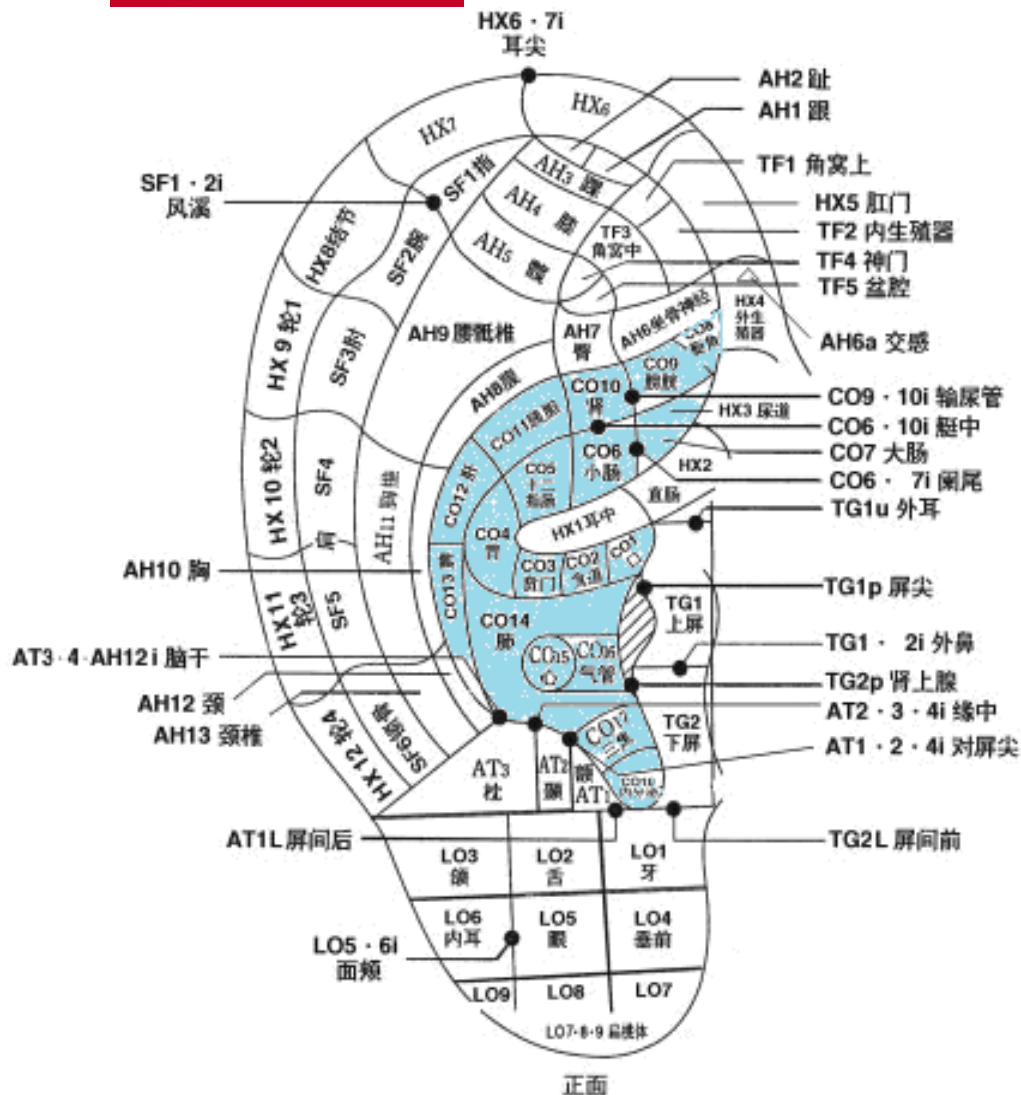 HX6 · 7i
耳尖
HX6
HX7
AH2 趾
AH1 跟
SF1指
AH3 踝
TF1 角窝上
SF1 · 2i
风溪
AH4 膝
HX5 肛门
TF3
角窝中
TF2 内生殖器
HX8结节
SF2腕
AH5 髋
TF4 神门
TF5 盆腔
HX4
外生
殖器
AH6坐骨神经
AH6a 交感
HX 9 轮1
SF3肘
AH9 腰骶椎
AH7
臀
CO8
艇角
CO9
膀胱
AH8腹
CO10
肾
CO9 · 10i 输尿管
HX3 尿道
CO11胰胆
CO6 · 10i 艇中
CO7 大肠
HX 10 轮2
SF4
CO6
小肠
HX2
CO5
十二
指肠
CO12 肝
CO6 · 7i 阑尾
直肠
AH11 胸椎
TG1u 外耳
HX1耳中
CO4
胃
肩
AH10 胸
CO13 脾
CO3
贲门
CO2
食道
CO1
口
TG1p 屏尖
HX11
轮3
SF5
CO14
肺
TG1
上屏
TG1 · 2i 外鼻
AT3 · 4 · AH12 i 脑干
CO15
心
CO16
气管
TG2p 肾上腺
AH12 颈
AH13 颈椎
AT2 · 3 · 4i 缘中
TG2
下屏
CO17
三焦
HX 12 轮4
SF6锁骨
AT1 · 2 · 4i 对屏尖
AT3
枕
AT2
颞
额
AT1
CO18
内分泌
AT1L 屏间后
TG2L 屏间前
LO3
颌
LO2
舌
LO1
牙
LO6
内耳
LO5
眼
LO4
垂前
LO5 · 6i
面颊
LO9
LO8
LO7
LO7·8·9 扁桃体
正面